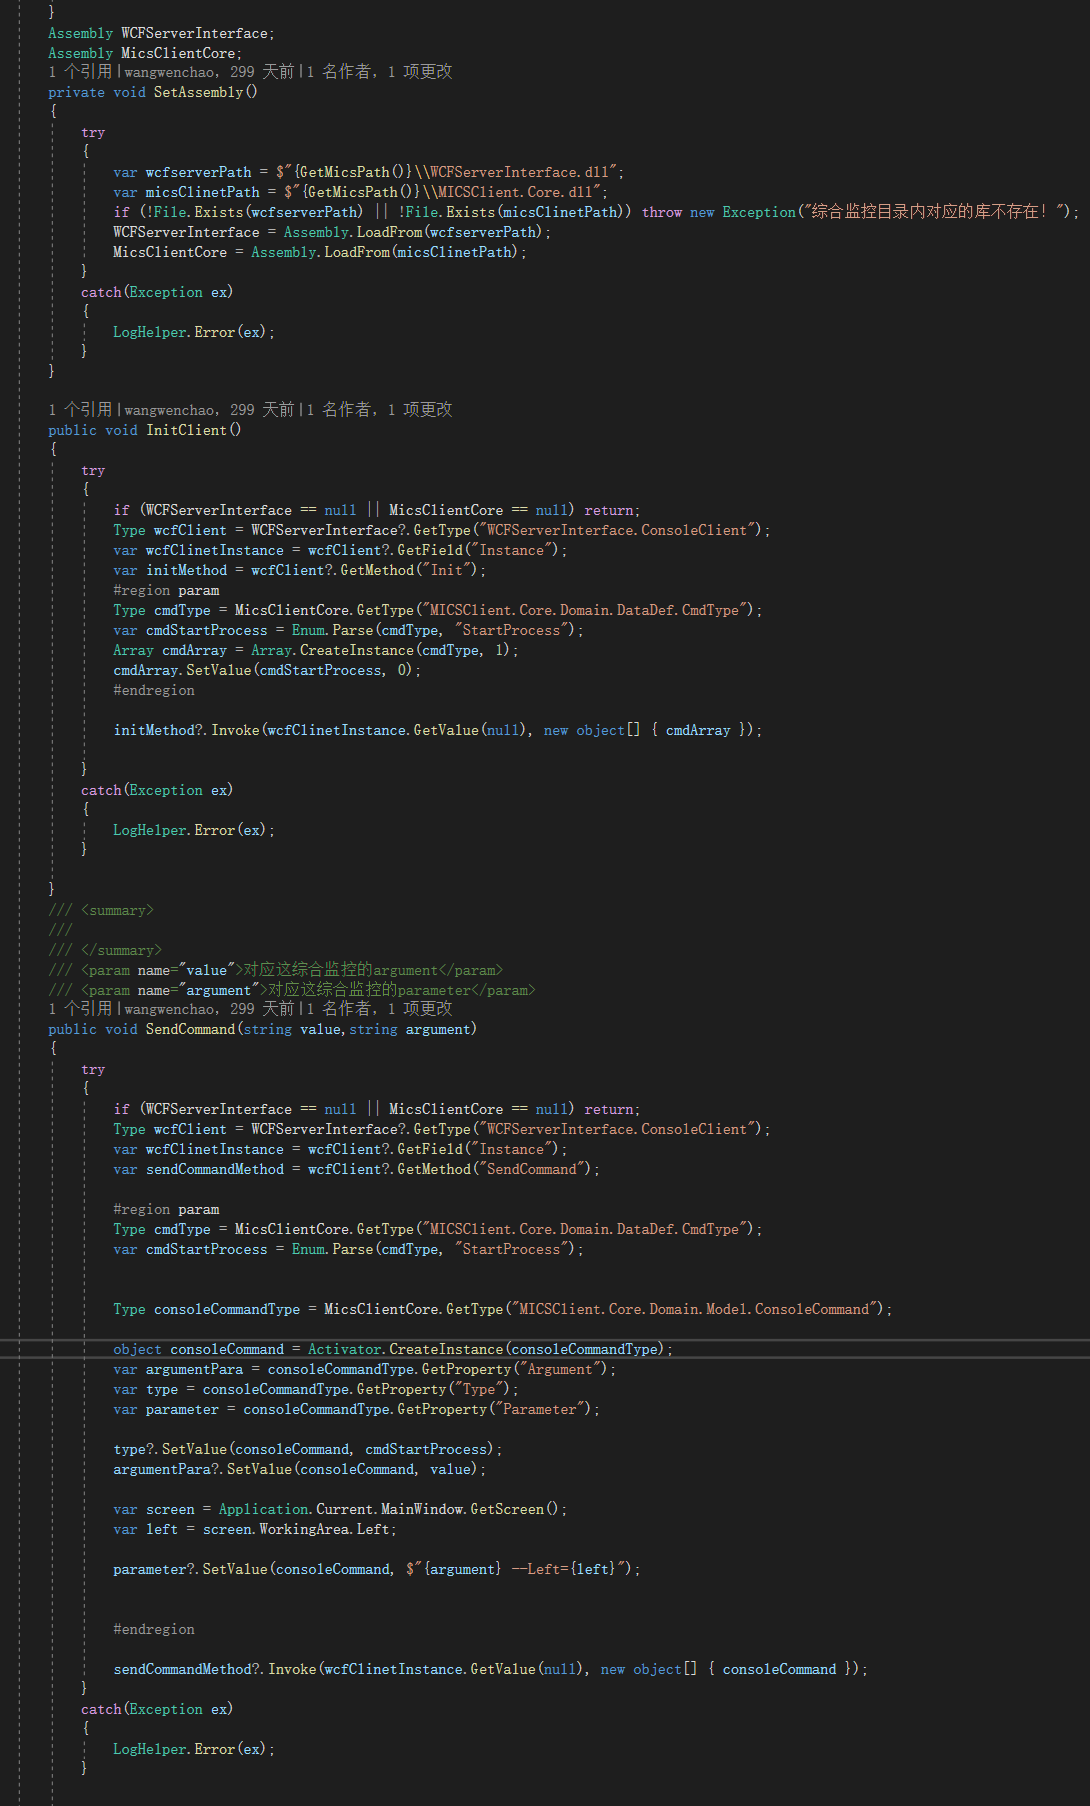 }
Assembly WCFServerInterface;
Assembly MicsClientCore;
1 个引用|wangwenchao，299 天前|1 名作者，1 项更改
private void SetAssembly()
{
try
{
var wcfserverPath = $"{GetMicsPath()}\\WCFServerInterface.dll";
var micsClinetPath = $"{GetMicsPath()}\\MICSClient.Core.dll";
if (!File.Exists(wcfserverPath) || !File.Exists(micsClinetPath)) throw new Exception("综合监控目录内对应的库不存在！");
WCFServerInterface = Assembly.LoadFrom(wcfserverPath);
MicsClientCore = Assembly.LoadFrom(micsClinetPath);
}
catch(Exception ex)
{
LogHelper.Error(ex);
}
}
1 个引用|wangwenchao，299 天前|1 名作者，1 项更改
public void InitClient()
{
try
{
if (WCFServerInterface == null || MicsClientCore == null) return;
Type wcfClient = WCFServerInterface?.GetType("WCFServerInterface.ConsoleClient");
var wcfClinetInstance = wcfClient?.GetField("Instance");
var initMethod = wcfClient?.GetMethod("Init");
#region param
Type cmdType = MicsClientCore.GetType("MICSClient.Core.Domain.DataDef.CmdType");
var cmdStartProcess = Enum.Parse(cmdType, "StartProcess");
Array cmdArray = Array.CreateInstance(cmdType, 1);
cmdArray.SetValue(cmdStartProcess, 0);
#endregion
initMethod?.Invoke(wcfClinetInstance.GetValue(null), new object[] { cmdArray });
}
catch(Exception ex)
{
LogHelper.Error(ex);
}
}
/// <summary>
///
/// </summary>
/// <param name="value">对应这综合监控的argument</param>
/// <param name="argument">对应这综合监控的parameter</param>
1 个引用|wangwenchao，299 天前|1 名作者，1 项更改
public void SendCommand(string value,string argument)
{
try
{
if (WCFServerInterface == null || MicsClientCore == null) return;
Type wcfClient = WCFServerInterface?.GetType("WCFServerInterface.ConsoleClient");
var wcfClinetInstance = wcfClient?.GetField("Instance");
var sendCommandMethod = wcfClient?.GetMethod("SendCommand");
#region param
Type cmdType = MicsClientCore.GetType("MICSClient.Core.Domain.DataDef.CmdType");
var cmdStartProcess = Enum.Parse(cmdType, "StartProcess");
Type consoleCommandType = MicsClientCore.GetType("MICSClient.Core.Domain.Model.ConsoleCommand");
object consoleCommand = Activator.CreateInstance(consoleCommandType);
var argumentPara = consoleCommandType.GetProperty("Argument");
var type = consoleCommandType.GetProperty("Type");
var parameter = consoleCommandType.GetProperty("Parameter");
type?.SetValue(consoleCommand, cmdStartProcess);
argumentPara?.SetValue(consoleCommand, value);
var screen = Application.Current.MainWindow.GetScreen();
var left = screen.WorkingArea.Left;
parameter?.SetValue(consoleCommand, $"{argument} --Left={left}");
#endregion
sendCommandMethod?.Invoke(wcfClinetInstance.GetValue(null), new object[] { consoleCommand });
}
catch(Exception ex)
{
LogHelper.Error(ex);
}